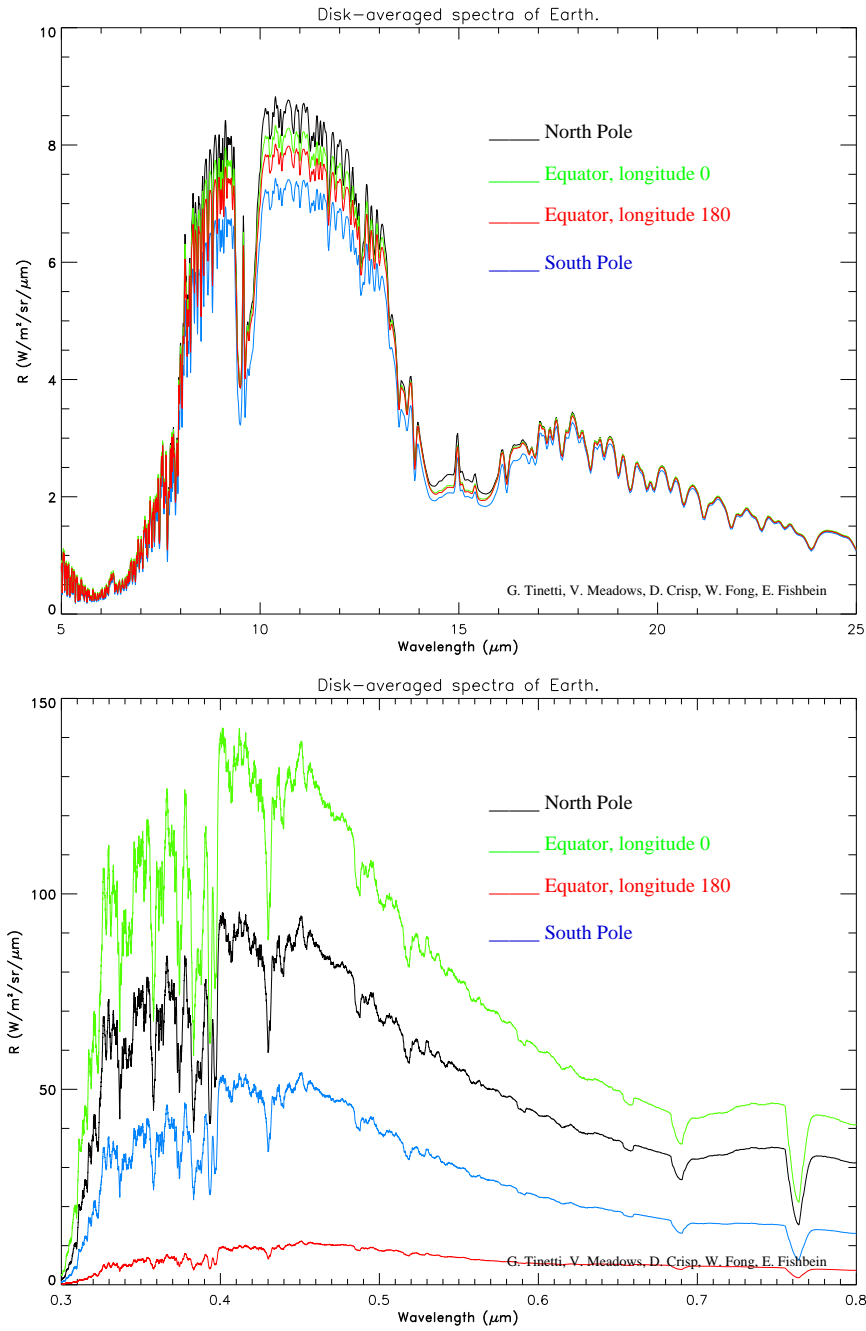 Disk-averaged spectra of Earth.
10
8
6
4
2
0
R (W/m²/sr/μm)
North Pole
Equator, longitude 0
Equator, longitude 180
South Pole
G. Tinetti, V. Meadows, D. Crisp, W. Fong, E. Fishbein
5
10
15
20
25
Wavelength (μm)
Disk-averaged spectra of Earth.
150
100
50
0
R (W/m²/sr/μm)
North Pole
Equator, longitude 0
Equator, longitude 180
South Pole
G. Tinetti, V. Meadows, D. Crisp, W. Fong, E. Fishbein
0.3
0.4
0.5
0.6
0.7
0.8
Wavelength (μm)